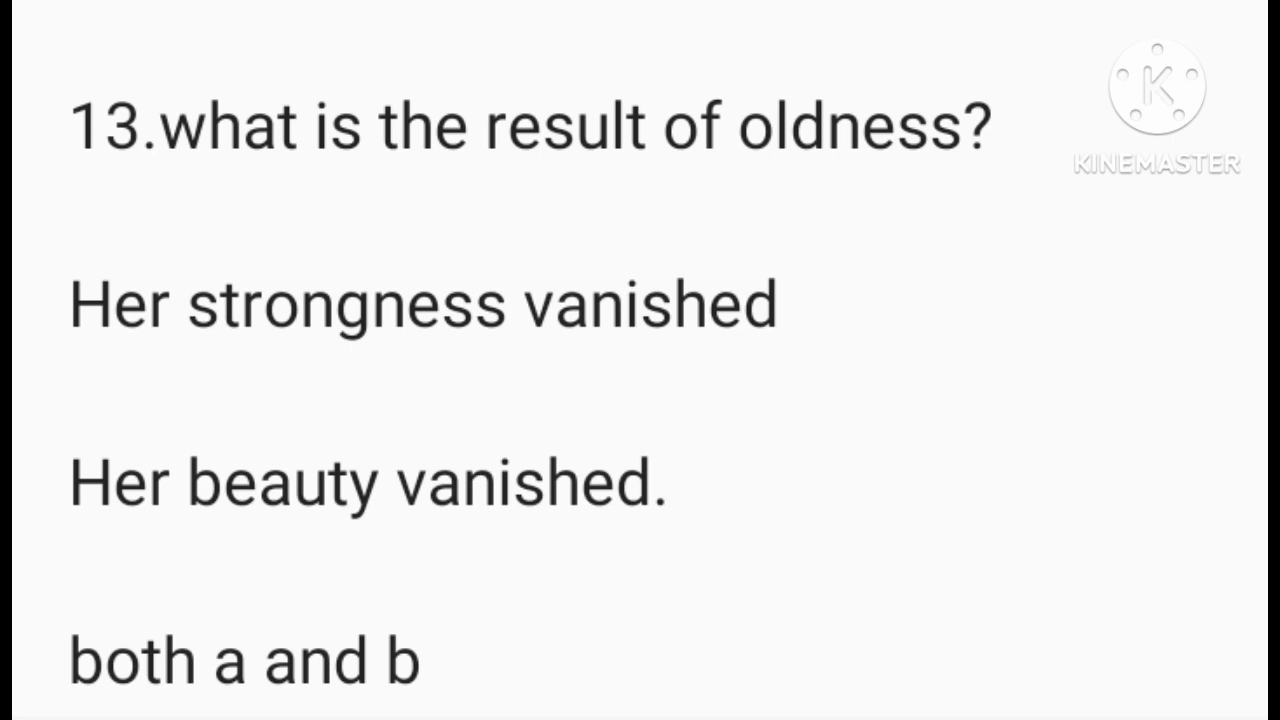 13.what is the result of oldness?
K
KINEMASTER
Her strongness vanished
Her beauty vanished.
both a and b